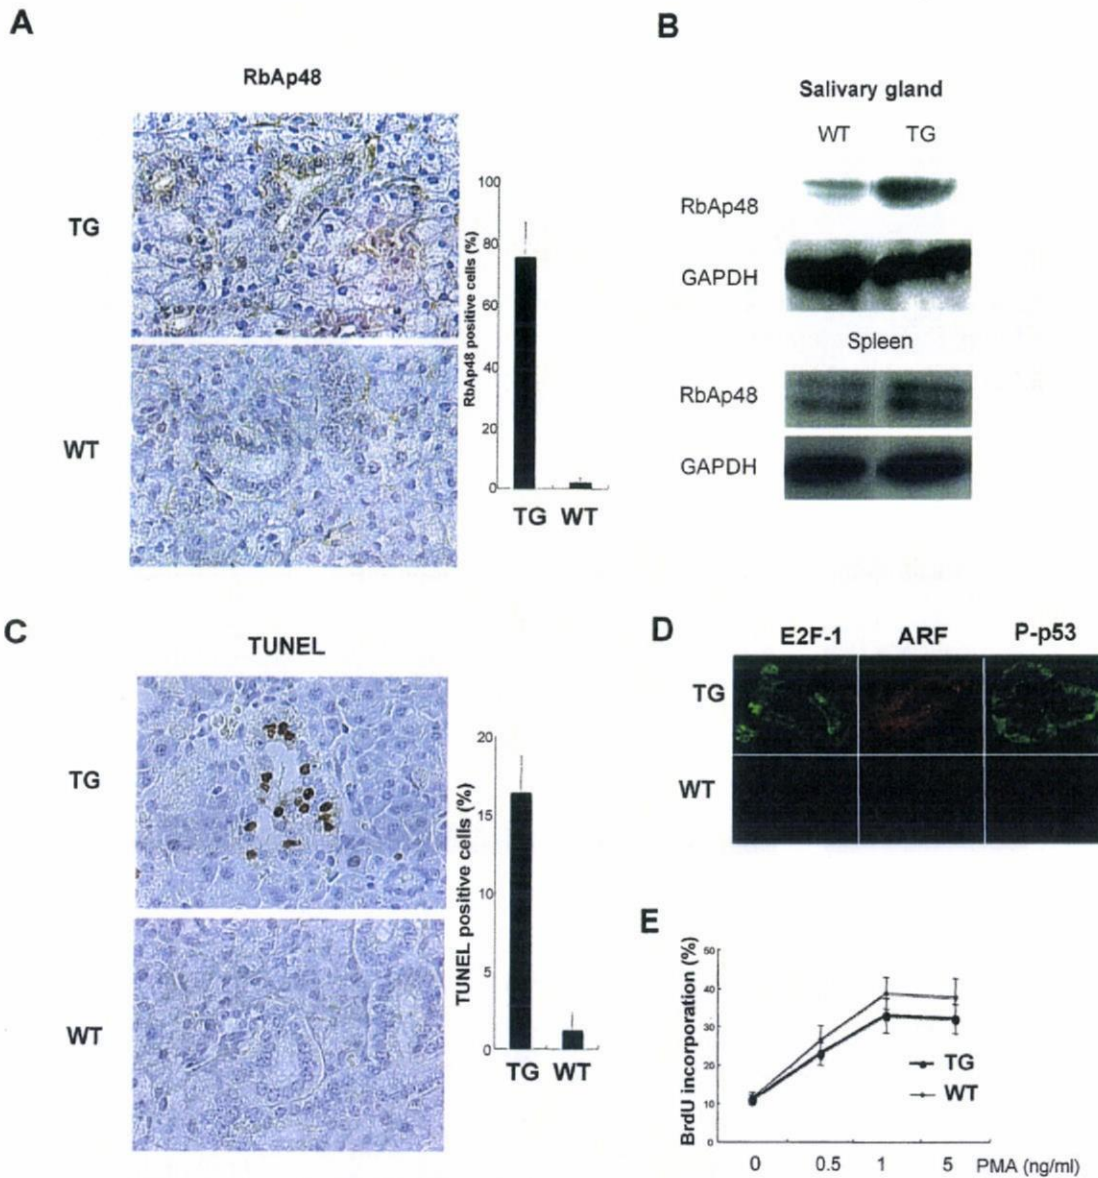 A
RbAp48
TG
WT
RbAp48 positive cells (%)
100
80
60
40
20
0
TG WT
B
Salivary gland
WT TG
RbAp48
GAPDH
Spleen
RbAp48
GAPDH
C
TUNEL
TG
WT
TUNEL positive cells (%)
20
15
10
5
0
TG WT
D
E2F-1 ARF P-p53
TG
WT
E
BrdU incorporation (%)
50
40
30
20
10
0
TG
WT
0 0.5 1 5 PMA (ng/ml)